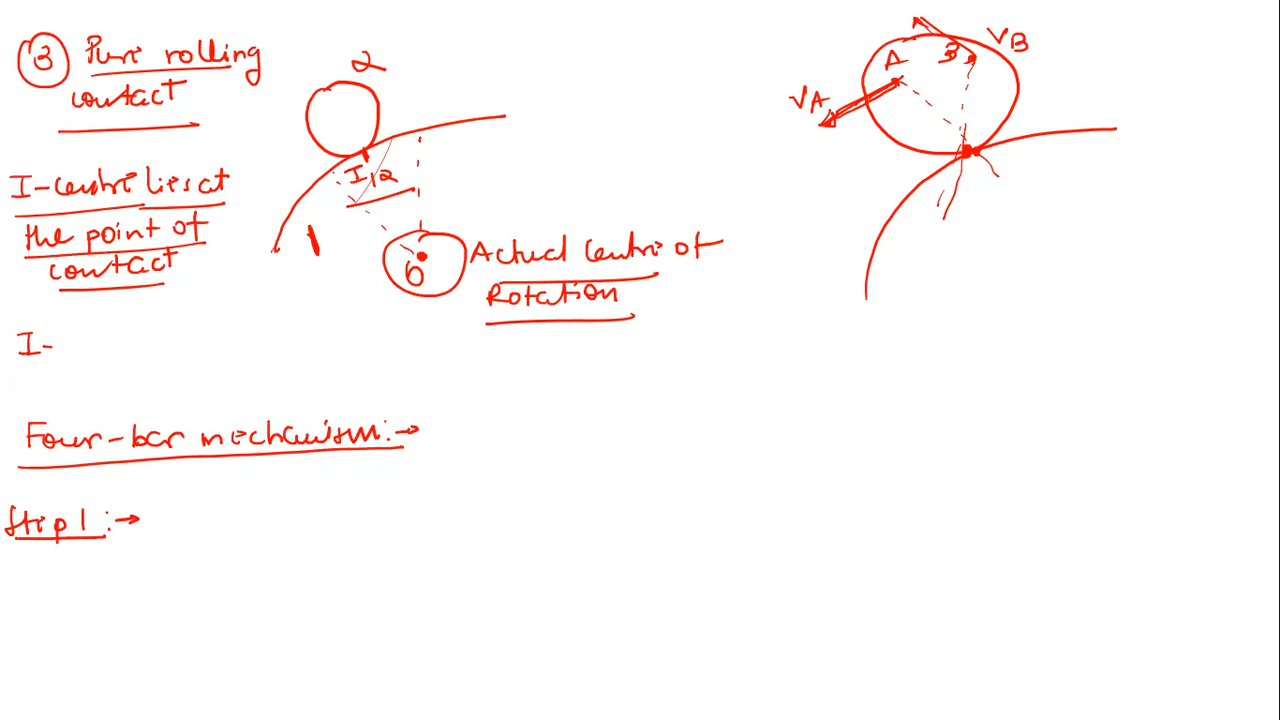 3 Pure rolling
contact
2
I-centre lies at
the point of
contact
I12
1
O
Actual centre of
Rotation
A
B
VB
VA
I-
Four-bar mechanism:→
Step 1:→